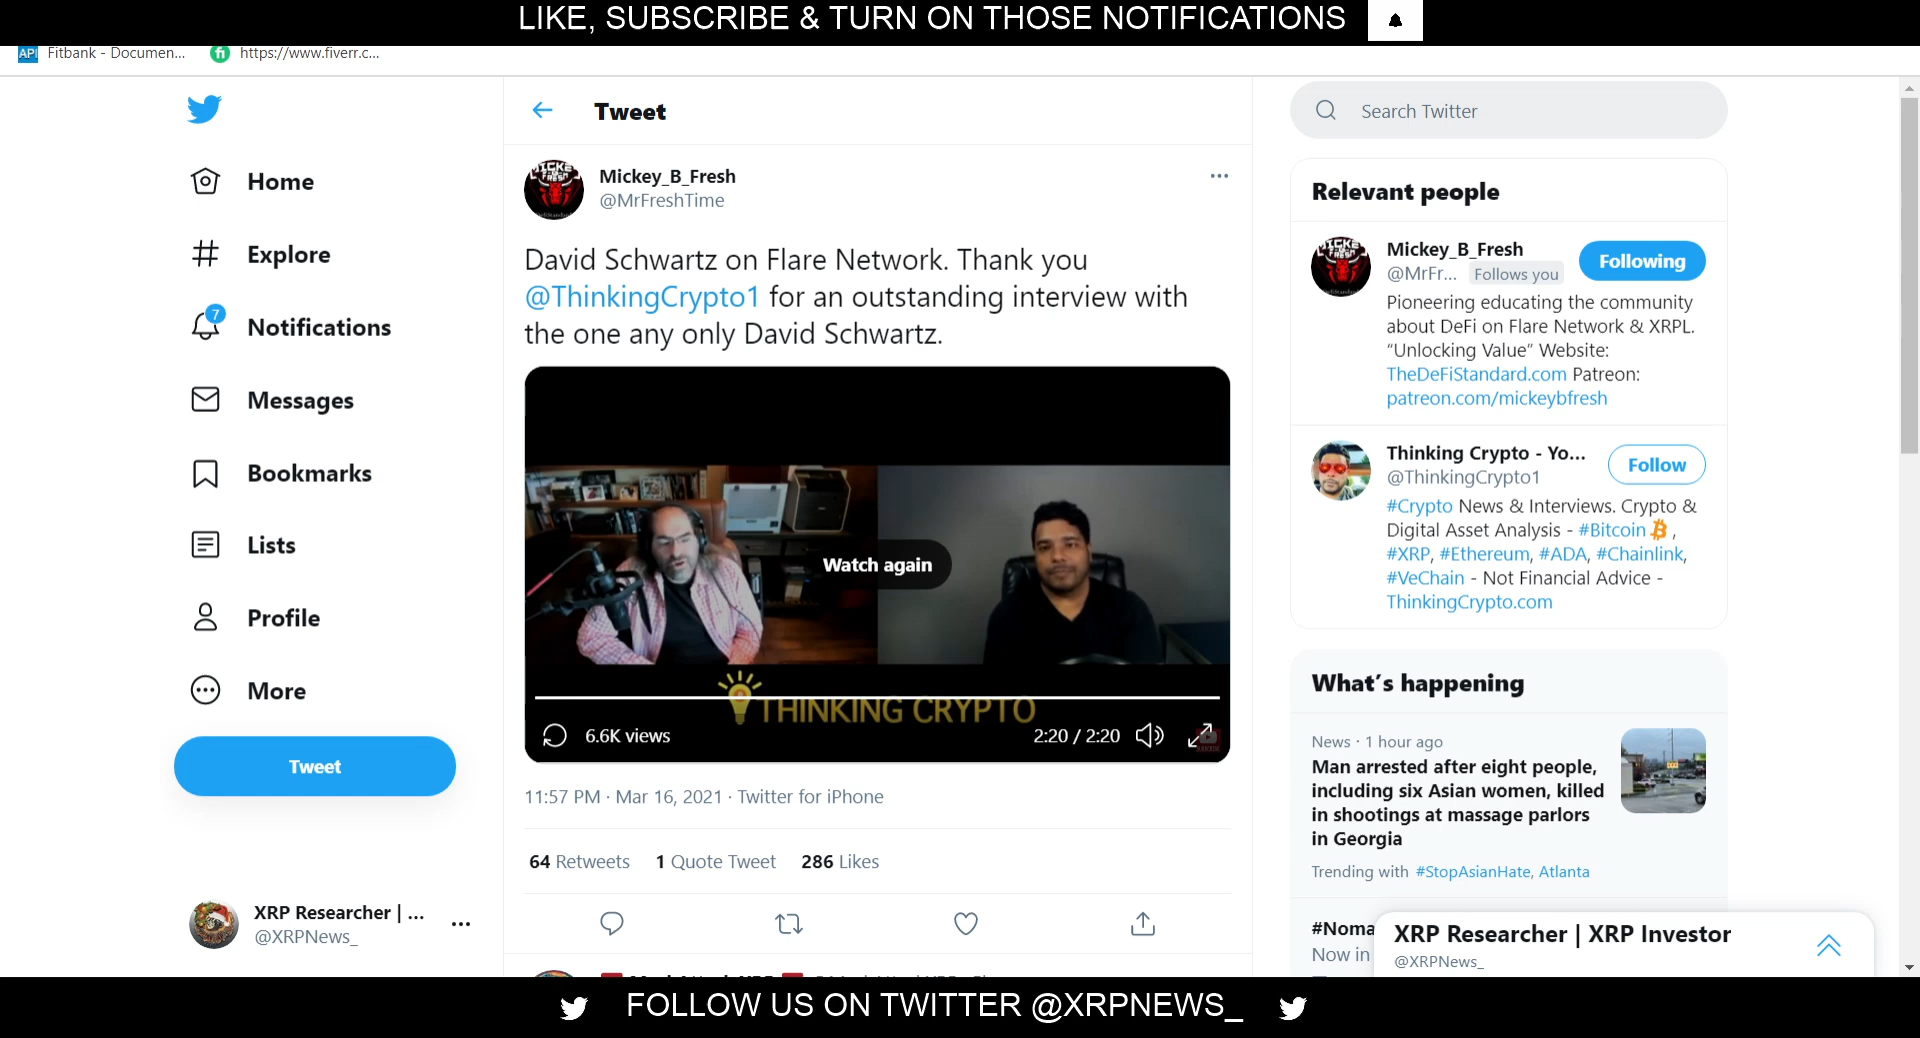 LIKE, SUBSCRIBE & TURN ON THOSE NOTIFICATIONS
API Fitbank - Documen... https://www.fiverr.c...
Home
Explore
7
Notifications
Messages
Bookmarks
Lists
Profile
More
Tweet
XRP Researcher | ...
@XRPNews_
Tweet
MICKEY
FRESH
Mickey_B_Fresh
@MrFreshTime
David Schwartz on Flare Network. Thank you
@ThinkingCrypto1 for an outstanding interview with
the one any only David Schwartz.
Watch again
THINKING CRYPTO
6.6K views
2:20 / 2:20
11:57 PM · Mar 16, 2021 · Twitter for iPhone
64 Retweets 1 Quote Tweet 286 Likes
Search Twitter
Relevant people
Mickey_B_Fresh
Following
@MrFr... Follows you
Pioneering educating the community
about DeFi on Flare Network & XRPL.
“Unlocking Value” Website:
TheDeFiStandard.com Patreon:
patreon.com/mickeybfresh
Thinking Crypto - Yo...
Follow
@ThinkingCrypto1
#Crypto News & Interviews. Crypto &
Digital Asset Analysis - #Bitcoin ,
#XRP, #Ethereum, #ADA, #Chainlink,
#VeChain - Not Financial Advice -
ThinkingCrypto.com
What’s happening
News · 1 hour ago
Man arrested after eight people,
including six Asian women, killed
in shootings at massage parlors
in Georgia
Trending with #StopAsianHate, Atlanta
#Noma
Now in
XRP Researcher | XRP Investor
@XRPNews_
FOLLOW US ON TWITTER @XRPNEWS_